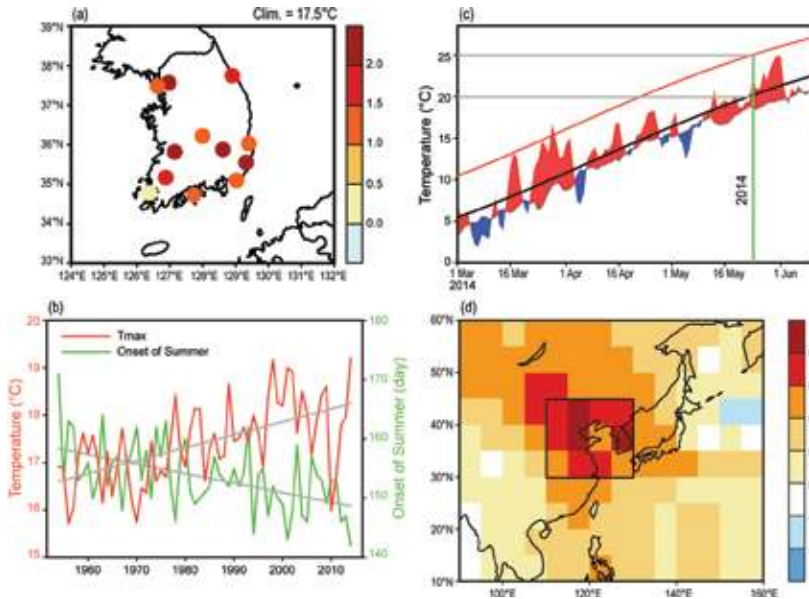 (a)
Clim. = 17.5°C
39°N
38°N
37°N
36°N
35°N
34°N
33°N
124°E 125°E 126°E 127°E 128°E 129°E 130°E 131°E 132°E
2.0
1.5
1.0
0.5
0.0
(c)
Temperature (°C)
25
20
15
10
5
0
2014
1 Mar 16 Mar 1 Apr 16 Apr 1 May 16 May 1 Jun
2014
(b)
Tmax
Onset of Summer
Temperature (°C)
20
19
18
17
16
15
Onset of Summer (day)
180
170
160
150
140
1960 1970 1980 1990 2000 2010
(d)
60°N
50°N
40°N
30°N
20°N
10°N
100°E 120°E 140°E 160°E